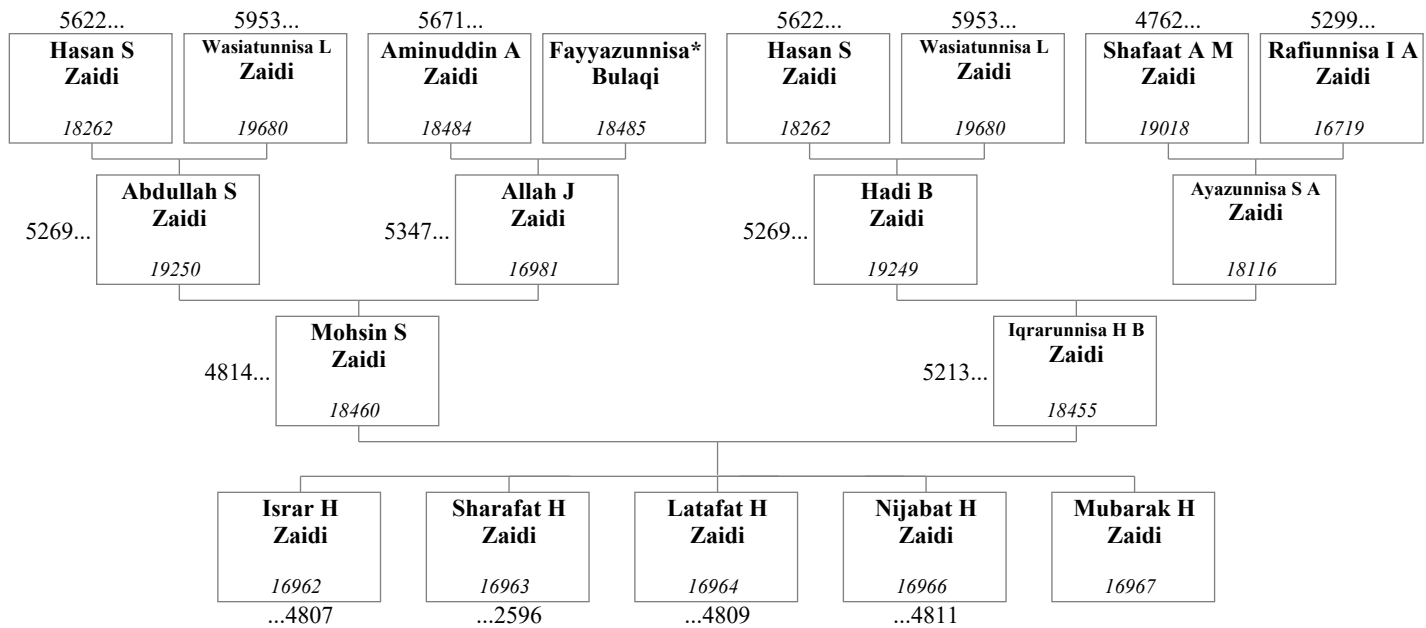 5622... 5953... 5671... 5622... 5953... 4762... 5299...
Hasan S Zaidi 18262
Wasiatunnisa L Zaidi 19680
Aminuddin A Zaidi 18484
Fayyazunnisa* Bulaqi 18485
Hasan S Zaidi 18262
Wasiatunnisa L Zaidi 19680
Shafaat A M Zaidi 19018
Rafiunnisa I A Zaidi 16719
5269...
Abdullah S Zaidi 19250
5347...
Allah J Zaidi 16981
5269...
Hadi B Zaidi 19249
Ayazunnisa S A Zaidi 18116
4814...
Mohsin S Zaidi 18460
5213...
Iqrarunnisa H B Zaidi 18455
Israr H Zaidi 16962
Sharafat H Zaidi 16963
Latafat H Zaidi 16964
Nijabat H Zaidi 16966
Mubarak H Zaidi 16967
...4807 ...2596 ...4809 ...4811